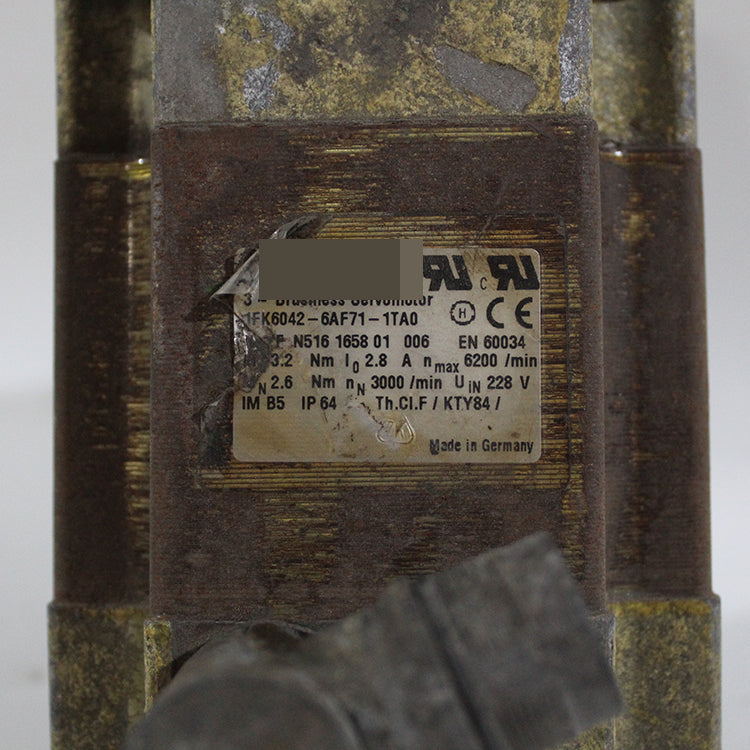 3 ~ Brushless Servomotor
1FK6042-6AF71-1TA0
N516 1658 01 006 EN 60034
3.2 Nm I0 2.8 A nmax 6200 /min
N 2.6 Nm nN 3000 /min UiN 228 V
IM B5 IP 64 Th.Cl.F / KTY84 /
Made in Germany